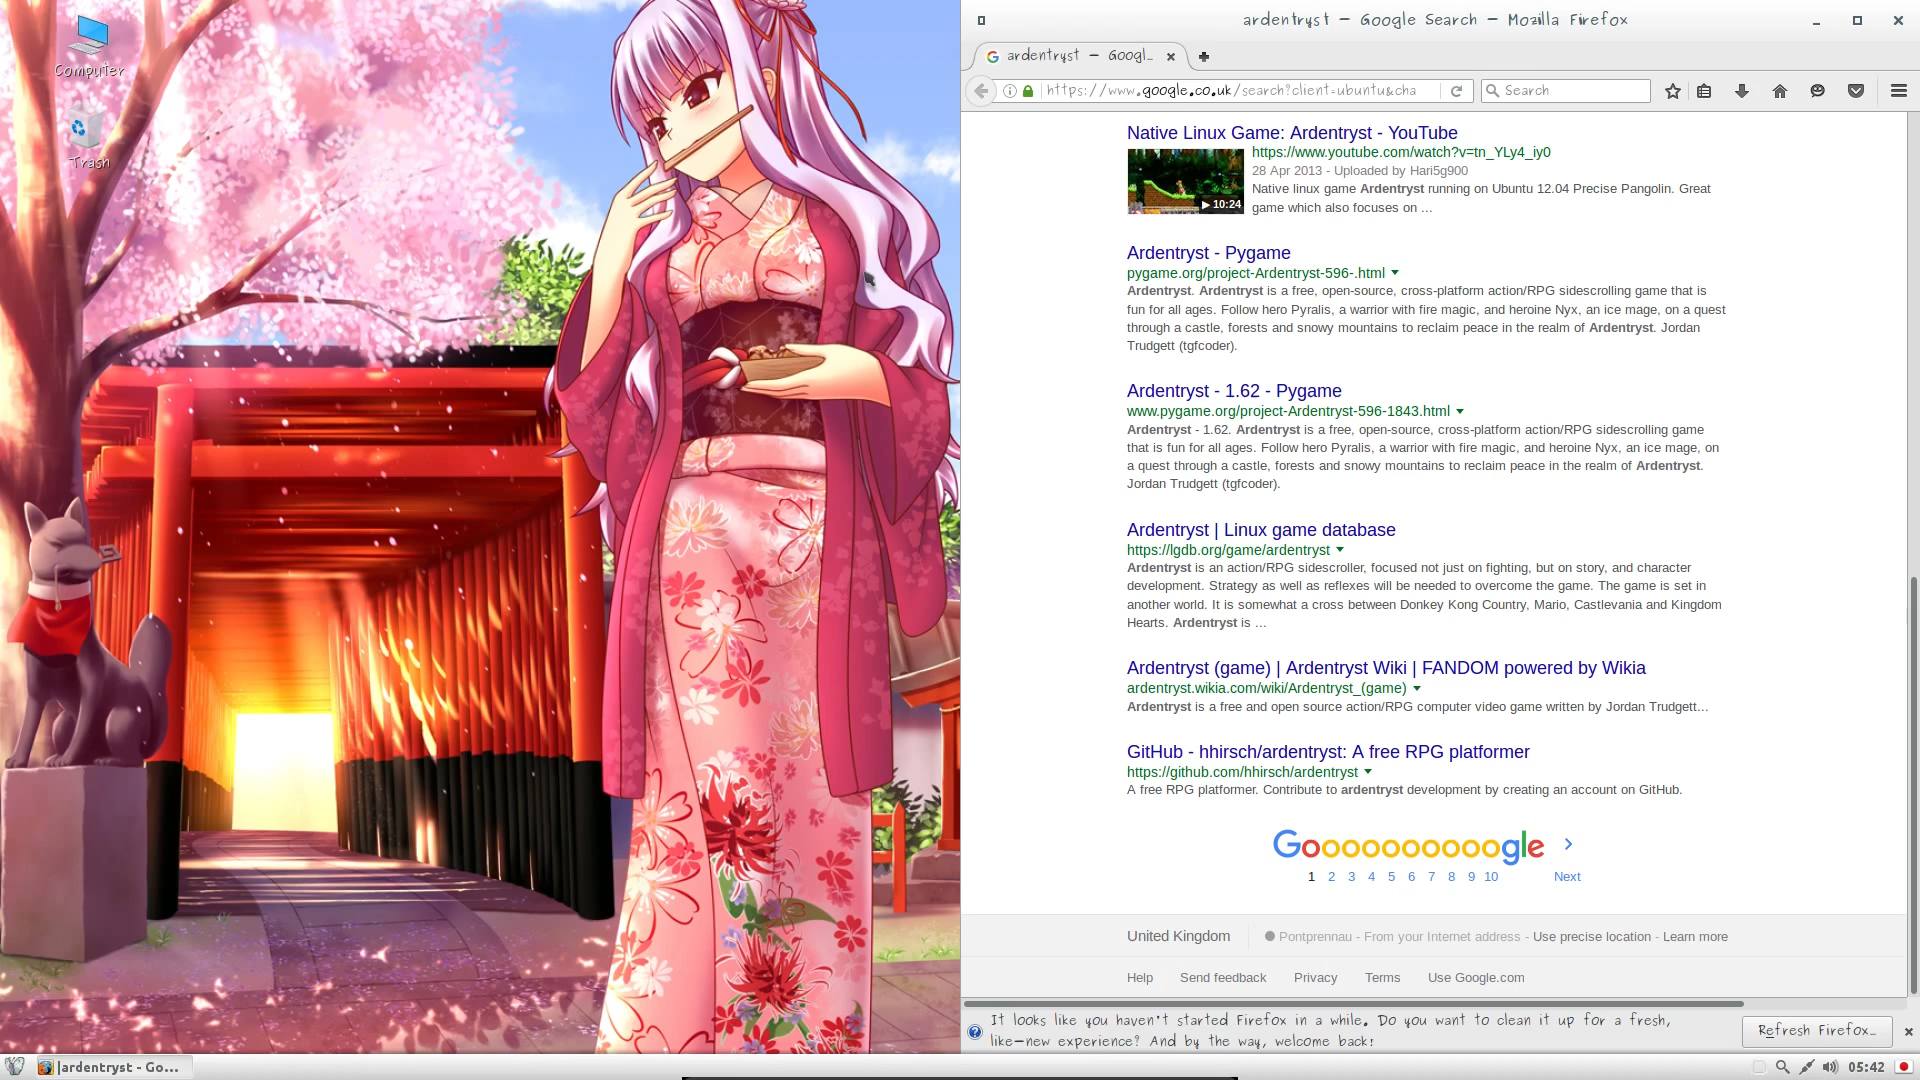 Computer
Trash
ardentryst - Google Search - Mozilla Firefox
ardentryst - Googl…
https://www.google.co.uk/search?client=ubuntu&cha
Search
Native Linux Game: Ardentryst - YouTube
https://www.youtube.com/watch?v=tn_YLy4_iy0
28 Apr 2013 - Uploaded by Hari5g900
Native linux game Ardentryst running on Ubuntu 12.04 Precise Pangolin. Great
game which also focuses on ...
10:24
Ardentryst - Pygame
pygame.org/project-Ardentryst-596-.html
Ardentryst. Ardentryst is a free, open-source, cross-platform action/RPG sidescrolling game that is
fun for all ages. Follow hero Pyralis, a warrior with fire magic, and heroine Nyx, an ice mage, on a quest
through a castle, forests and snowy mountains to reclaim peace in the realm of Ardentryst. Jordan
Trudgett (tgfcoder).
Ardentryst - 1.62 - Pygame
www.pygame.org/project-Ardentryst-596-1843.html
Ardentryst - 1.62. Ardentryst is a free, open-source, cross-platform action/RPG sidescrolling game
that is fun for all ages. Follow hero Pyralis, a warrior with fire magic, and heroine Nyx, an ice mage, on
a quest through a castle, forests and snowy mountains to reclaim peace in the realm of Ardentryst.
Jordan Trudgett (tgfcoder).
Ardentryst | Linux game database
https://lgdb.org/game/ardentryst
Ardentryst is an action/RPG sidescroller, focused not just on fighting, but on story, and character
development. Strategy as well as reflexes will be needed to overcome the game. The game is set in
another world. It is somewhat a cross between Donkey Kong Country, Mario, Castlevania and Kingdom
Hearts. Ardentryst is ...
Ardentryst (game) | Ardentryst Wiki | FANDOM powered by Wikia
ardentryst.wikia.com/wiki/Ardentryst_(game)
Ardentryst is a free and open source action/RPG computer video game written by Jordan Trudgett...
GitHub - hhirsch/ardentryst: A free RPG platformer
https://github.com/hhirsch/ardentryst
A free RPG platformer. Contribute to ardentryst development by creating an account on GitHub.
Goooooooooogle
1 2 3 4 5 6 7 8 9 10 Next
United Kingdom Pontprennau - From your Internet address - Use precise location - Learn more
Help Send feedback Privacy Terms Use Google.com
It looks like you haven't started Firefox in a while. Do you want to clean it up for a fresh,
like-new experience? And by the way, welcome back!
Refresh Firefox…
ardentryst - Go...
05:42